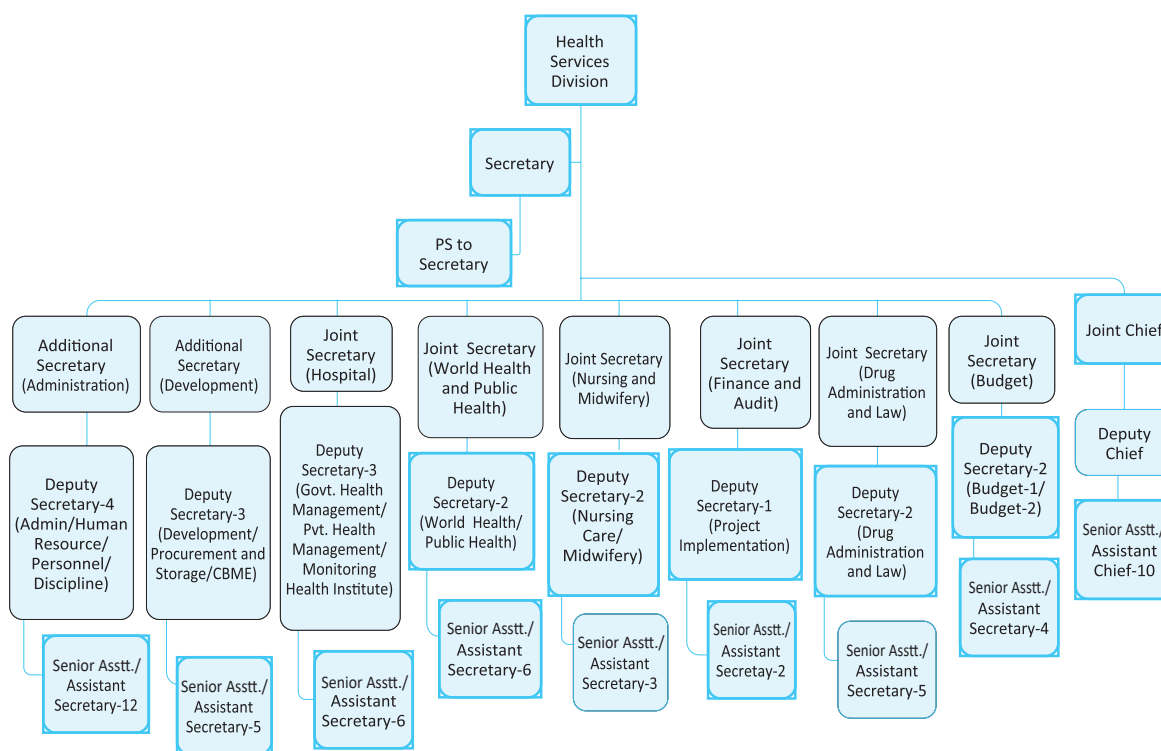 Health
Services
Division
Secretary
PS to
Secretary
Additional
Secretary
(Administration)
Additional
Secretary
(Development)
Joint
Secretary
(Hospital)
Joint Secretary
(World Health
and Public
Health)
Joint Secretary
(Nursing and
Midwifery)
Joint
Secretary
(Finance and
Audit)
Joint Secretary
(Drug
Administration
and Law)
Joint
Secretary
(Budget)
Joint Chief
Deputy
Secretary-4
(Admin/Human
Resource/
Personnel/
Discipline)
Deputy
Secretary-3
(Development/
Procurement and
Storage/CBME)
Deputy
Secretary-3
(Govt. Health
Management/
Pvt. Health
Management/
Monitoring
Health Institute)
Deputy
Secretary-2
(World Health/
Public Health)
Deputy
Secretary-2
(Nursing
Care/
Midwifery)
Deputy
Secretary-1
(Project
Implementation)
Deputy
Secretary-2
(Drug
Administration
and Law)
Deputy
Secretary-2
(Budget-1/
Budget-2)
Deputy
Chief
Senior Asstt./
Assistant
Secretary-12
Senior Asstt./
Assistant
Secretary-5
Senior Asstt./
Assistant
Secretary-6
Senior Asstt./
Assistant
Secretary-6
Senior Asstt./
Assistant
Secretary-3
Senior Asstt./
Assistant
Secretay-2
Senior Asstt./
Assistant
Secretary-5
Senior Asstt./
Assistant
Secretary-4
Senior Asstt./
Assistant
Chief-10